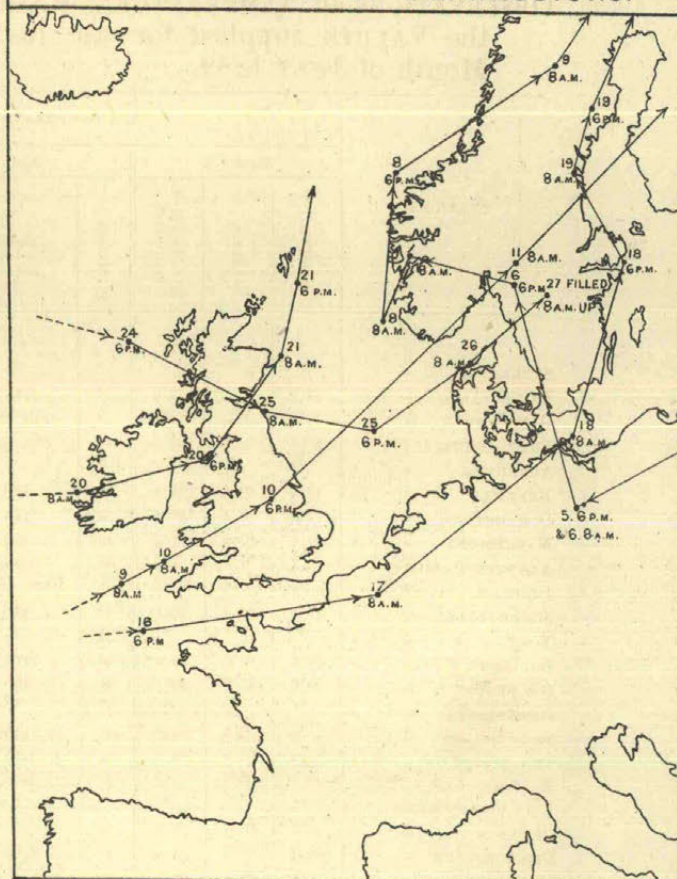 9
8 A.M.
13
6 P.M.
8
6 P.M.
19
8 A.M.
11
8 A.M.
8 A.M.
6
6 P.M.
18
6 P.M.
21
6 P.M.
27 FILLED
8 A.M. UP
8
8 A.M.
24
6 P.M.
21
8 A.M.
26
8 A.M.
25
8 A.M.
25
6 P.M.
18
8 A.M.
20
6 P.M.
20
8 A.M.
10
6 P.M.
5. 6 P.M.
& 6. 8 A.M.
10
8 A.M
9
8 A.M
17
8 A.M.
16
6 P.M